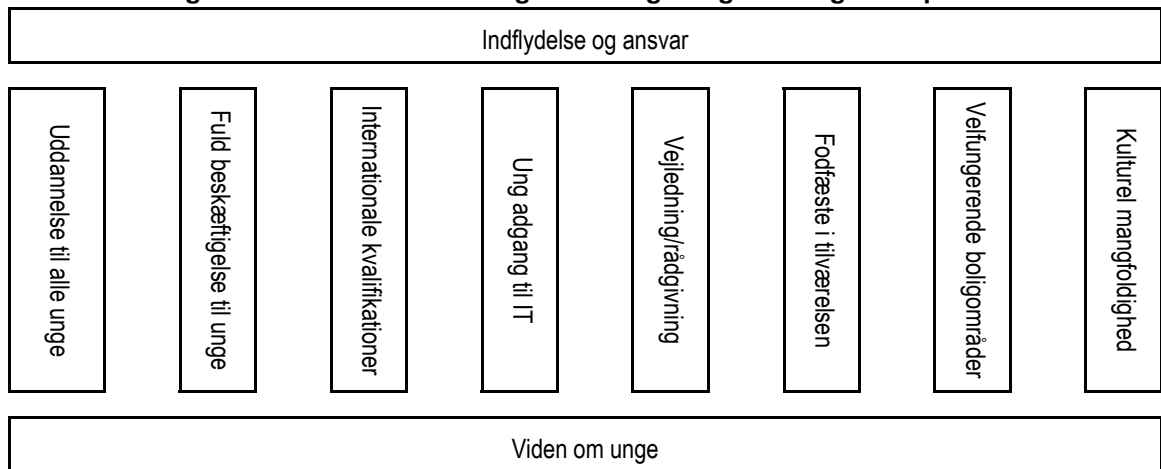 Indflydelse og ansvar
Uddannelse til alle unge
Fuld beskæftigelse til unge
Internationale kvalifikationer
Ung adgang til IT
Vejledning/rådgivning
Fodfæste i tilværelsen
Velfungerende boligområder
Kulturel mangfoldighed
Viden om unge